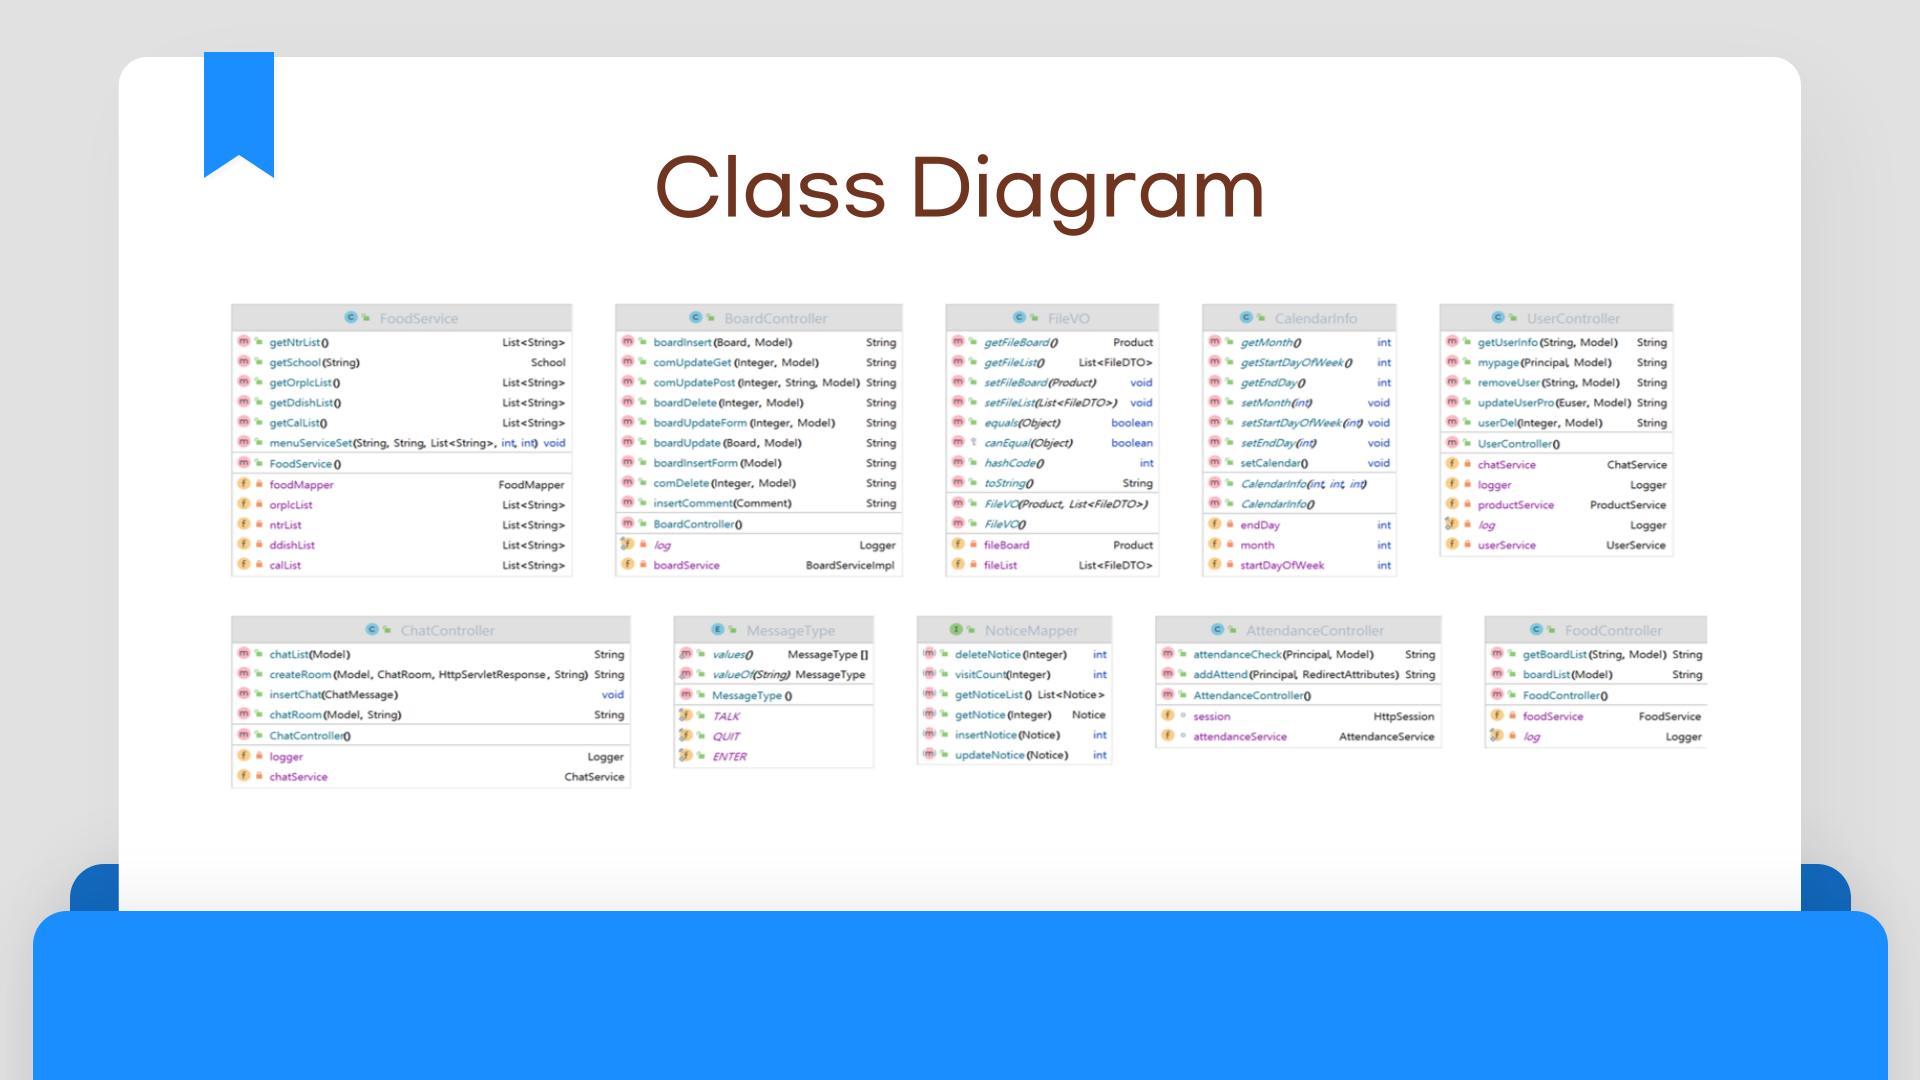 Class Diagram
FoodService
getNtrList() List<String>
getSchool(String) School
getOrplcList() List<String>
getDdishList() List<String>
getCalList() List<String>
menuServiceSet(String, String, List<String>, int, int) void
FoodService()
foodMapper FoodMapper
orplcList List<String>
ntrList List<String>
ddishList List<String>
calList List<String>
BoardController
boardInsert(Board, Model) String
comUpdateGet(Integer, Model) String
comUpdatePost(Integer, String, Model) String
boardDelete(Integer, Model) String
boardUpdateForm(Integer, Model) String
boardUpdate(Board, Model) String
boardInsertForm(Model) String
comDelete(Integer, Model) String
insertComment(Comment) String
BoardController()
log Logger
boardService BoardServiceImpl
FileVO
getFileBoard() Product
getFileList() List<FileDTO>
setFileBoard(Product) void
setFileList(List<FileDTO>) void
equals(Object) boolean
canEqual(Object) boolean
hashCode() int
toString() String
FileVO(Product, List<FileDTO>)
FileVO()
fileBoard Product
fileList List<FileDTO>
CalendarInfo
getMonth() int
getStartDayOfWeek() int
getEndDay() int
setMonth(int) void
setStartDayOfWeek(int) void
setEndDay(int) void
setCalendar() void
CalendarInfo(int, int, int)
CalendarInfo()
endDay int
month int
startDayOfWeek int
UserController
getUserInfo(String, Model) String
mypage(Principal, Model) String
removeUser(String, Model) String
updateUserPro(Euser, Model) String
userDel(Integer, Model) String
UserController()
chatService ChatService
logger Logger
productService ProductService
log Logger
userService UserService
ChatController
chatList(Model) String
createRoom(Model, ChatRoom, HttpServletResponse, String) String
insertChat(ChatMessage) void
chatRoom(Model, String) String
ChatController()
logger Logger
chatService ChatService
MessageType
values() MessageType[]
valueOf(String) MessageType
MessageType()
TALK
QUIT
ENTER
NoticeMapper
deleteNotice(Integer) int
visitCount(Integer) int
getNoticeList() List<Notice>
getNotice(Integer) Notice
insertNotice(Notice) int
updateNotice(Notice) int
AttendanceController
attendanceCheck(Principal, Model) String
addAttend(Principal, RedirectAttributes) String
AttendanceController()
session HttpSession
attendanceService AttendanceService
FoodController
getBoardList(String, Model) String
boardList(Model) String
FoodController()
foodService FoodService
log Logger